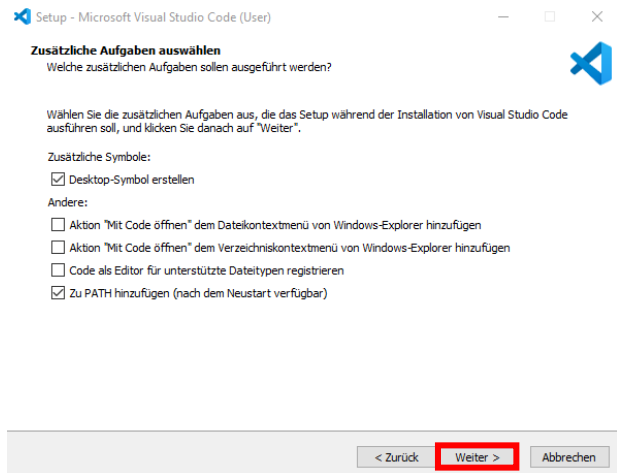 Setup - Microsoft Visual Studio Code (User)
Zusätzliche Aufgaben auswählen
Welche zusätzlichen Aufgaben sollen ausgeführt werden?
Wählen Sie die zusätzlichen Aufgaben aus, die das Setup während der Installation von Visual Studio Code
ausführen soll, und klicken Sie danach auf "Weiter".
Zusätzliche Symbole:
Desktop-Symbol erstellen
Andere:
Aktion "Mit Code öffnen" dem Dateikontextmenü von Windows-Explorer hinzufügen
Aktion "Mit Code öffnen" dem Verzeichniskontextmenü von Windows-Explorer hinzufügen
Code als Editor für unterstützte Dateitypen registrieren
Zu PATH hinzufügen (nach dem Neustart verfügbar)
< Zurück Weiter > Abbrechen